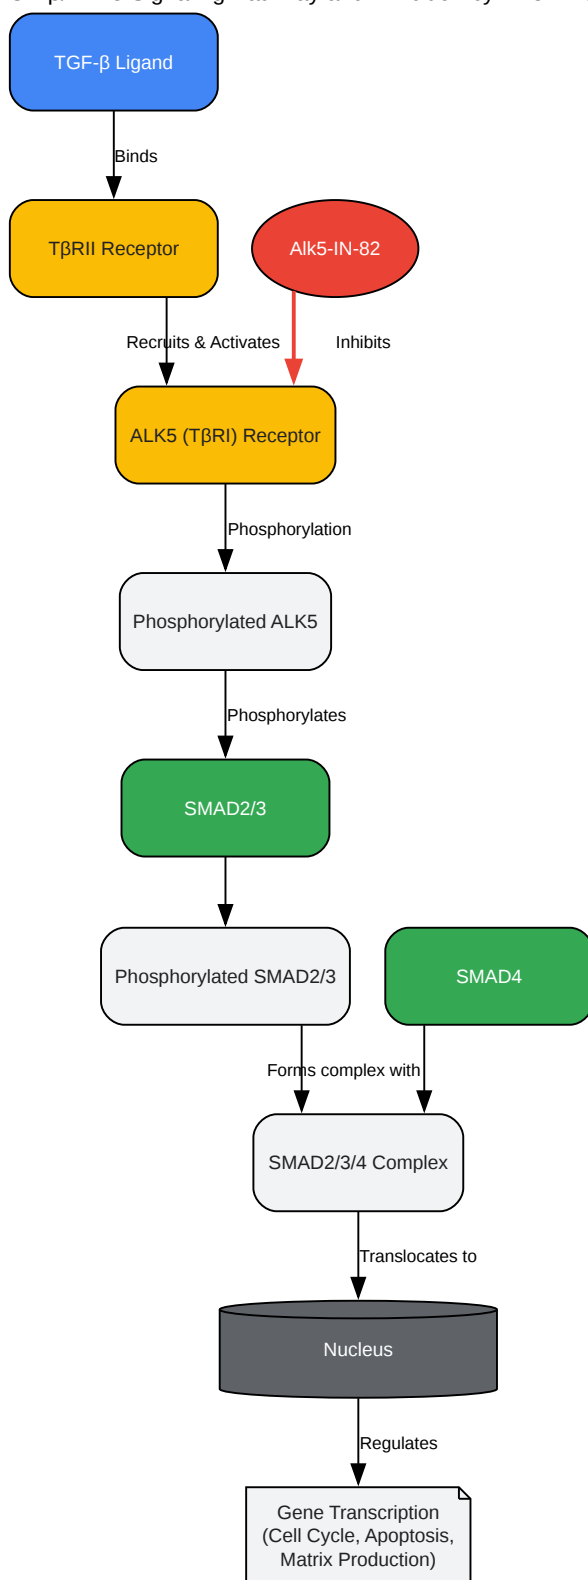 TGF-β Ligand
Binds
TβRII Receptor
Alk5-IN-82
Recruits & Activates
Inhibits
ALK5 (TβRI) Receptor
Phosphorylation
Phosphorylated ALK5
Phosphorylates
SMAD2/3
Phosphorylated SMAD2/3
SMAD4
Forms complex with
SMAD2/3/4 Complex
Translocates to
Nucleus
Regulates
Gene Transcription
(Cell Cycle, Apoptosis,
Matrix Production)